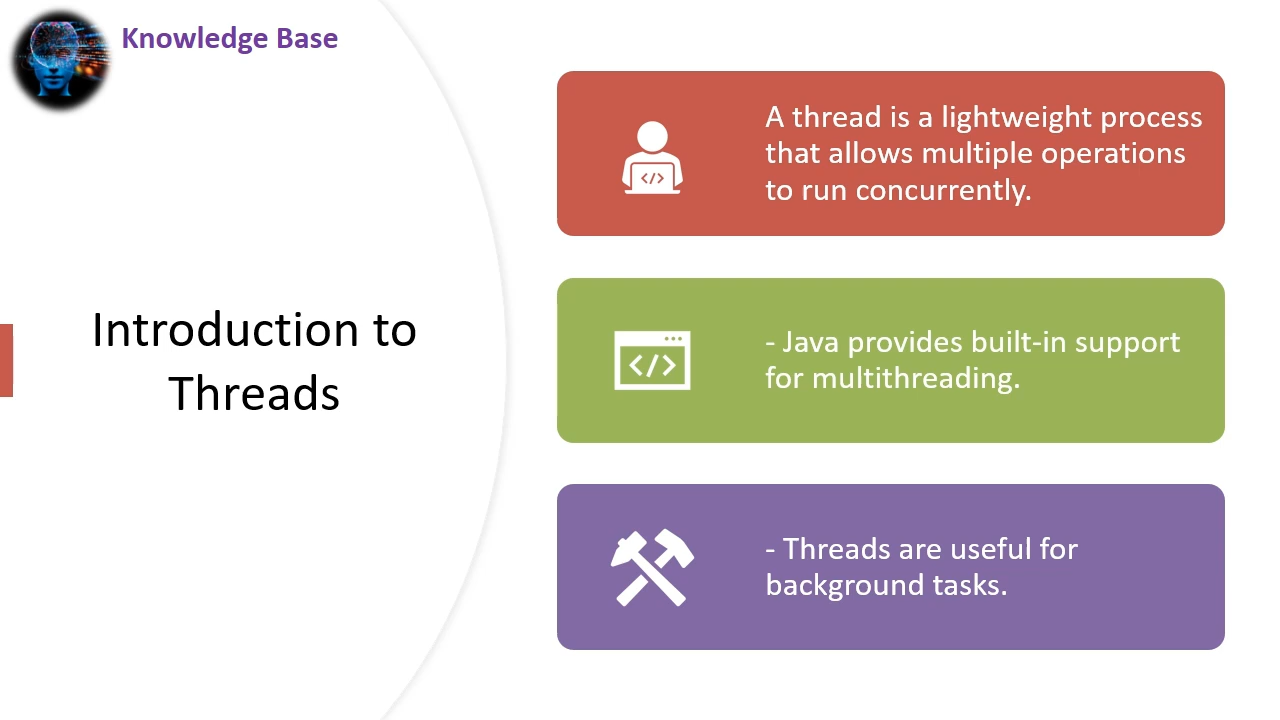 Knowledge Base
Introduction to
Threads
A thread is a lightweight process
that allows multiple operations
to run concurrently.
- Java provides built-in support
for multithreading.
- Threads are useful for
background tasks.